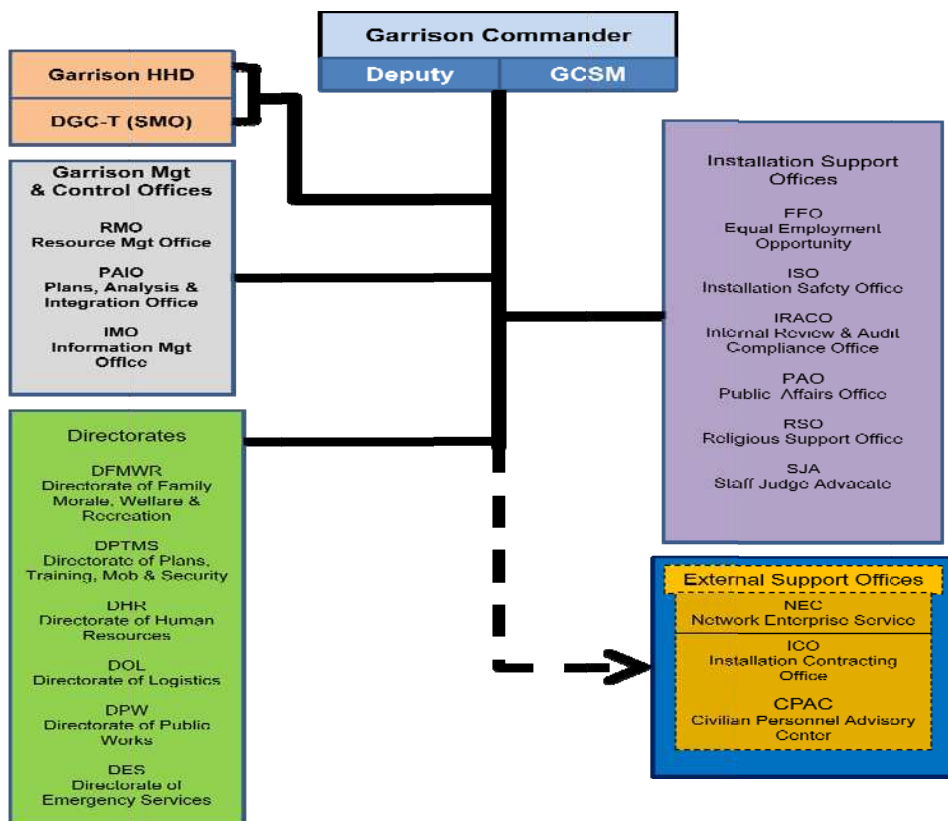 Garrison Commander
Deputy GCSM
Garrison HHD
DGC-T (SMO)
Garrison Mgt
& Control Offices
RMO
Resource Mgt Office
PAIO
Plans, Analysis &
Integration Office
IMO
Information Mgt
Office
Directorates
DFMWR
Directorate of Family
Morale, Welfare &
Recreation
DPTMS
Directorate of Plans,
Training, Mob & Security
DHR
Directorate of Human
Resources
DOL
Directorate of Logistics
DPW
Directorate of Public
Works
DES
Directorate of
Emergency Services
Installation Support
Offices
FFO
Equal Employment
Opportunity
ISO
Installation Safety Office
IRACO
Internal Review & Audit
Compliance Office
PAO
Public Affairs Office
RSO
Religious Support Office
SJA
Staff Judge Advocate
External Support Offices
NEC
Network Enterprise Service
ICO
Installation Contracting
Office
CPAC
Civilian Personnel Advisory
Center